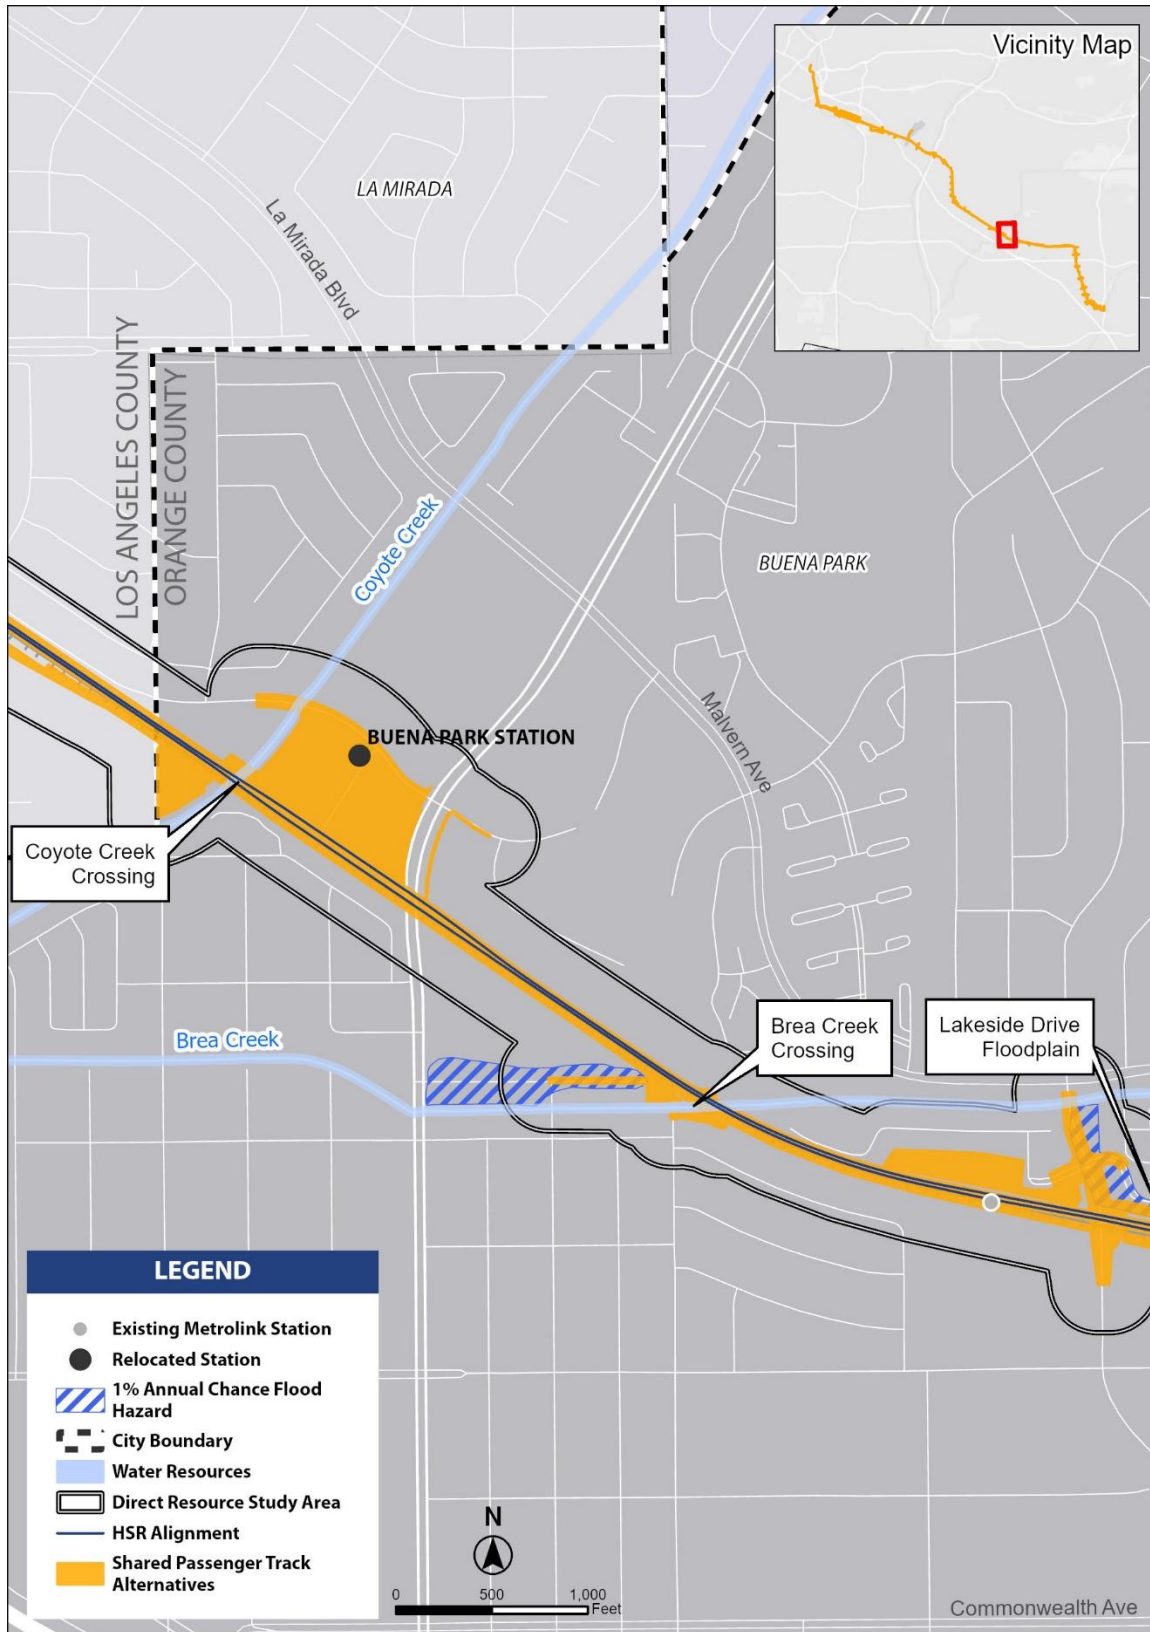 Vicinity Map
LA MIRADA
La Mirada Blvd
LOS ANGELES COUNTY
ORANGE COUNTY
Coyote Creek
BUENA PARK
Malvern Ave
BUENA PARK STATION
Coyote Creek
Crossing
Brea Creek
Brea Creek
Crossing
Lakeside Drive
Floodplain
LEGEND
Existing Metrolink Station
Relocated Station
1% Annual Chance Flood
Hazard
City Boundary
Water Resources
Direct Resource Study Area
HSR Alignment
Shared Passenger Track
Alternatives
N
0 500 1,000
Feet
Commonwealth Ave